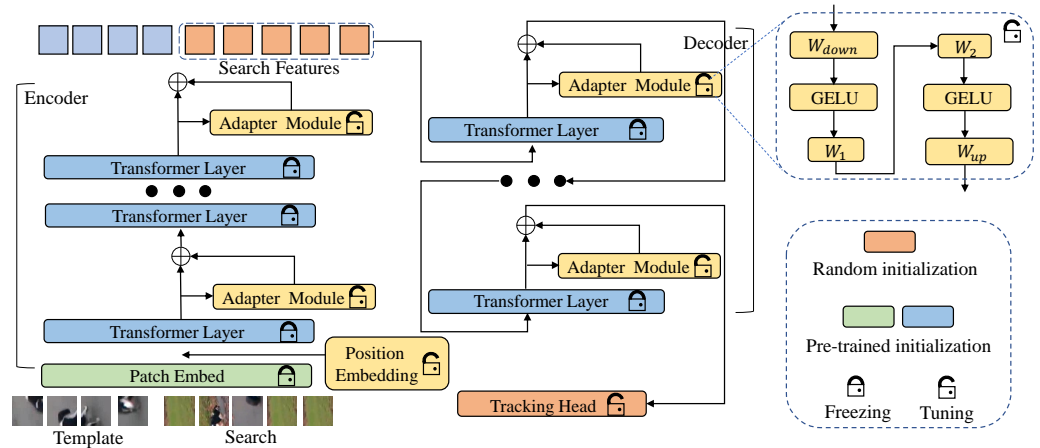 Search Features
Encoder
Adapter Module
Transformer Layer
Transformer Layer
Adapter Module
Transformer Layer
Position
Embedding
Patch Embed
Template
Search
Decoder
Adapter Module
Transformer Layer
Adapter Module
Transformer Layer
Tracking Head
W_down
GELU
W_1
W_2
GELU
W_up
Random initialization
Pre-trained initialization
Freezing
Tuning